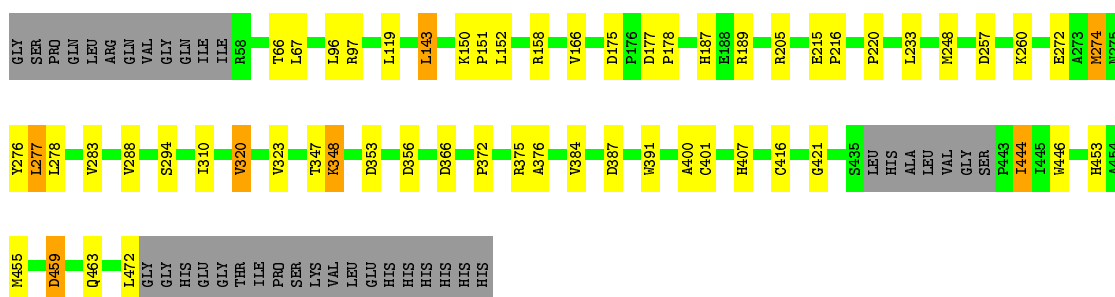 GLY SER PRO GLN LEU ARG GLN VAL GLY GLN ILE ILE R58 T66 L67 L96 R97 L119 L143 K150 P151 L152 R158 V166 D175 P176 D177 P178 H187 E188 R189 R205 E215 P216 P220 L233 M248 D257 K260 E272 A273 M274 N275
Y276 L277 L278 V283 V288 S294 I310 V320 V323 T347 K348 D353 D356 D366 P372 R375 A376 V384 D387 W391 A400 C401 H407 C416 G421 S435 LEU HIS ALA LEU VAL GLY SER P443 I444 I445 W446 H453 A454
M455 D459 Q463 L472 GLY GLY HIS GLU GLY THR ILE PRO SER LYS VAL LEU GLU HIS HIS HIS HIS HIS HIS